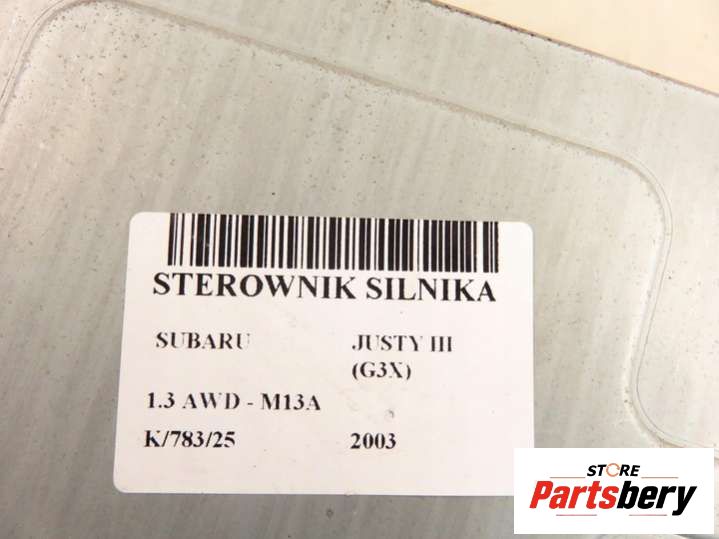 STEROWNIK SILNIKA
SUBARU JUSTY III
(G3X)
1.3 AWD - M13A
K/783/25 2003
STORE
Partsbery